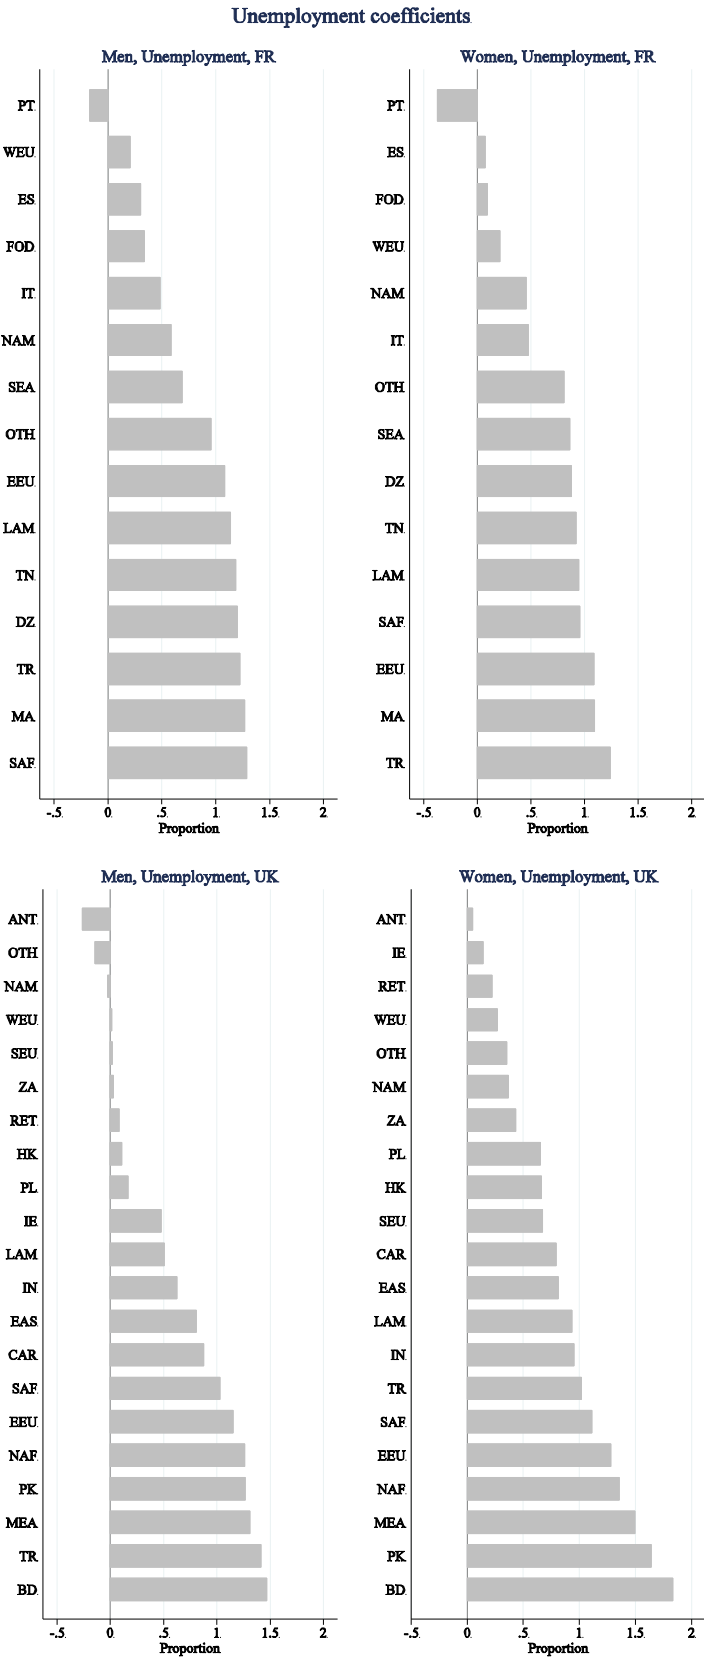 Unemployment coefficients
Men, Unemployment, FR
PT
WEU
ES
FOD
IT
NAM
SEA
OTH
EEU
LAM
TN
DZ
TR
MA
SAF
-.5 0 .5 1 1.5 2
Proportion
Women, Unemployment, FR
PT
ES
FOD
WEU
NAM
IT
OTH
SEA
DZ
TN
LAM
SAF
EEU
MA
TR
-.5 0 .5 1 1.5 2
Proportion
Men, Unemployment, UK
ANT
OTH
NAM
WEU
SEU
ZA
RET
HK
PL
IE
LAM
IN
EAS
CAR
SAF
EEU
NAF
PK
MEA
TR
BD
-.5 0 .5 1 1.5 2
Proportion
Women, Unemployment, UK
ANT
IE
RET
WEU
OTH
NAM
ZA
PL
HK
SEU
CAR
EAS
LAM
IN
TR
SAF
EEU
NAF
MEA
PK
BD
-.5 0 .5 1 1.5 2
Proportion